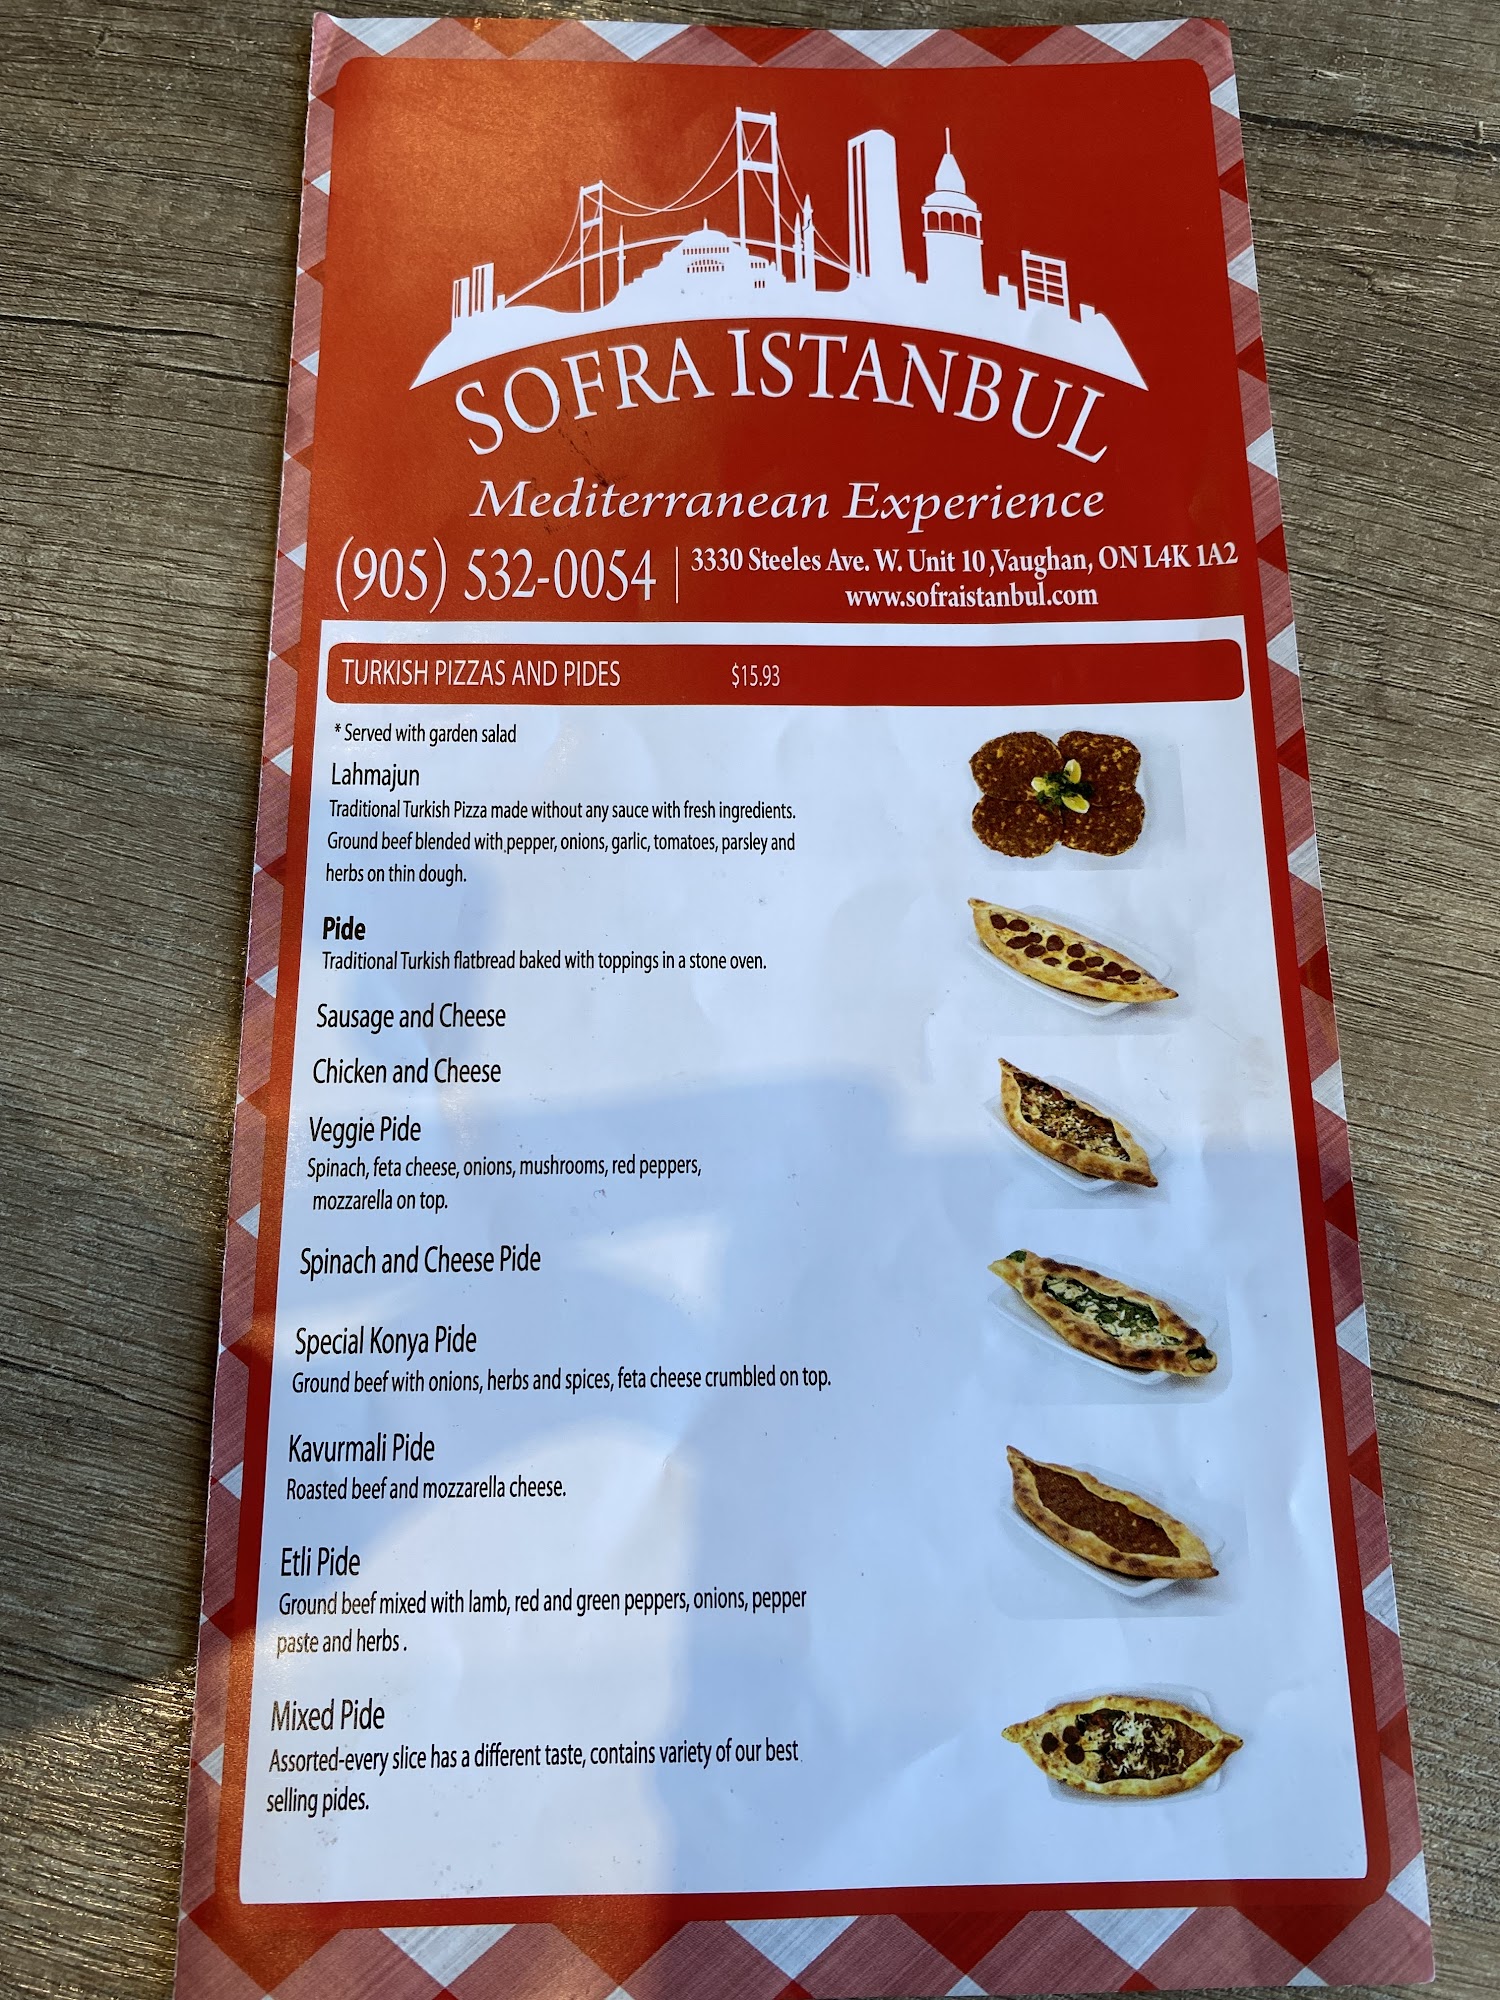 SOFRA ISTANBUL
Mediterranean Experience
(905) 532-0054
3330 Steeles Ave. W. Unit 10, Vaughan, ON L4K 1A2
www.sofraistanbul.com
TURKISH PIZZAS AND PIDES $15.93
* Served with garden salad
Lahmajun
Traditional Turkish Pizza made without any sauce with fresh ingredients.
Ground beef blended with pepper, onions, garlic, tomatoes, parsley and
herbs on thin dough.
Pide
Traditional Turkish flatbread baked with toppings in a stone oven.
Sausage and Cheese
Chicken and Cheese
Veggie Pide
Spinach, feta cheese, onions, mushrooms, red peppers,
mozzarella on top.
Spinach and Cheese Pide
Special Konya Pide
Ground beef with onions, herbs and spices, feta cheese crumbled on top.
Kavurmali Pide
Roasted beef and mozzarella cheese.
Etli Pide
Ground beef mixed with lamb, red and green peppers, onions, pepper
paste and herbs .
Mixed Pide
Assorted-every slice has a different taste, contains variety of our best
selling pides.